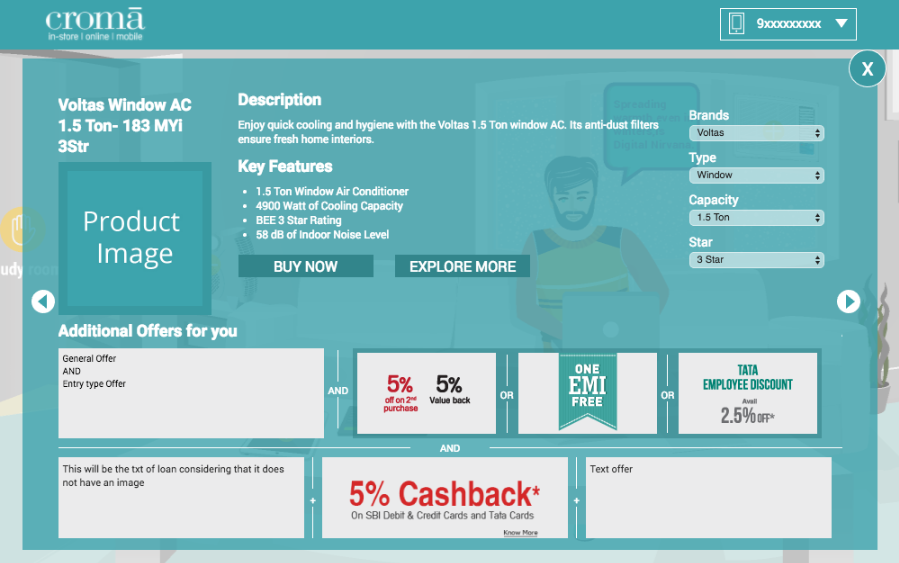 cromā
in-store | online | mobile
9xxxxxxxxx
X
Voltas Window AC
1.5 Ton- 183 MYI
3Str
Product
Image
Description
Enjoy quick cooling and hygiene with the Voltas 1.5 Ton window AC. Its anti-dust filters
ensure fresh home interiors.
Key Features
1.5 Ton Window Air Conditioner
4900 Watt of Cooling Capacity
BEE 3 Star Rating
58 dB of Indoor Noise Level
BUY NOW
EXPLORE MORE
Brands
Voltas
Type
Window
Capacity
1.5 Ton
Star
3 Star
Spreading
Digital Nirvana
udy room
Additional Offers for you
General Offer
AND
Entry type Offer
AND
5%
off on 2nd
purchase
5%
Value back
OR
ONE
EMI
FREE
OR
TATA
EMPLOYEE DISCOUNT
Avail
2.5% OFF*
AND
This will be the txt of loan considering that it does
not have an image
+
5% Cashback*
On SBI Debit & Credit Cards and Tata Cards
Know More
+
Text offer